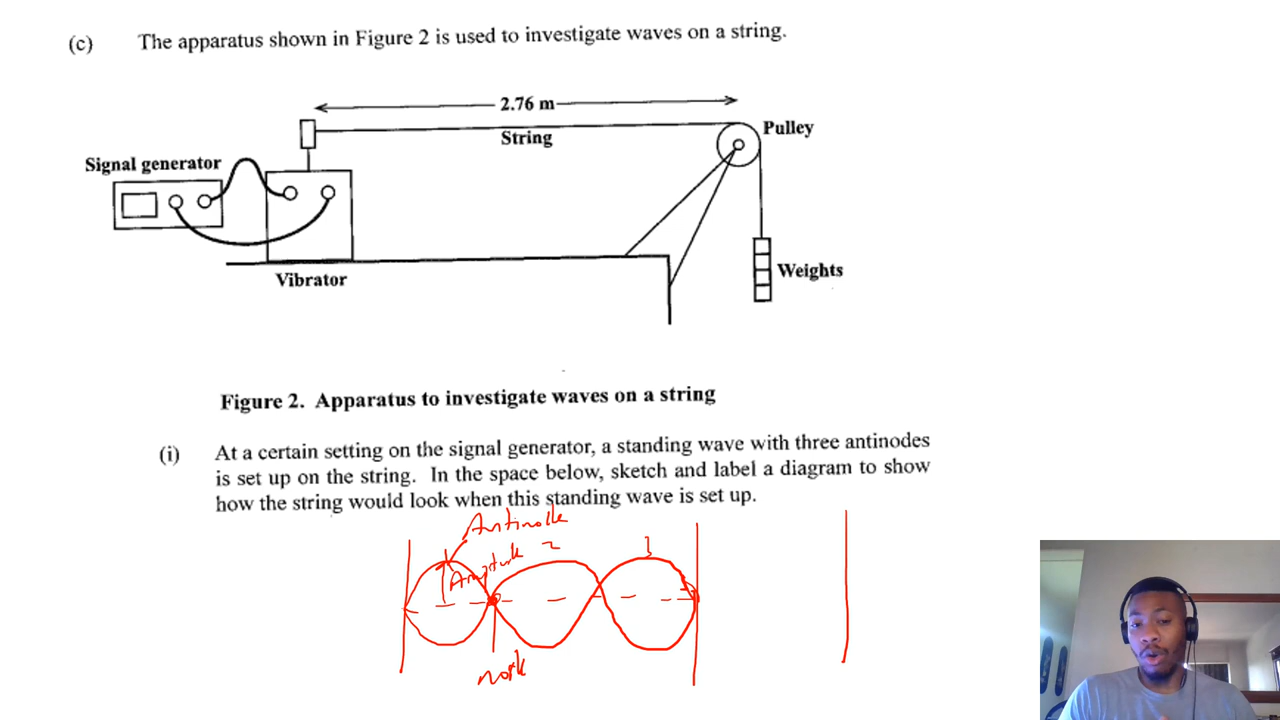 (c) The apparatus shown in Figure 2 is used to investigate waves on a string.
2.76 m
String
Pulley
Signal generator
Weights
Vibrator
Figure 2. Apparatus to investigate waves on a string
(i) At a certain setting on the signal generator, a standing wave with three antinodes
is set up on the string. In the space below, sketch and label a diagram to show
how the string would look when this standing wave is set up.
Antinode
2
3
node